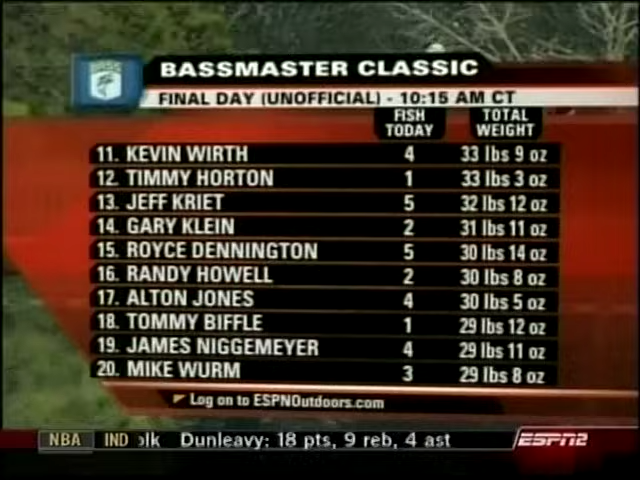 BASS
BASSMASTER CLASSIC
FINAL DAY (UNOFFICIAL) - 10:15 AM CT
FISH TODAY TOTAL WEIGHT
11. KEVIN WIRTH 4 33 lbs 9 oz
12. TIMMY HORTON 1 33 lbs 3 oz
13. JEFF KRIET 5 32 lbs 12 oz
14. GARY KLEIN 2 31 lbs 11 oz
15. ROYCE DENNINGTON 5 30 lbs 14 oz
16. RANDY HOWELL 2 30 lbs 8 oz
17. ALTON JONES 4 30 lbs 5 oz
18. TOMMY BIFFLE 1 29 lbs 12 oz
19. JAMES NIGGEMEYER 4 29 lbs 11 oz
20. MIKE WURM 3 29 lbs 8 oz
Log on to ESPNOutdoors.com
NBA IND olk Dunleavy: 18 pts, 9 reb, 4 ast ESPN2